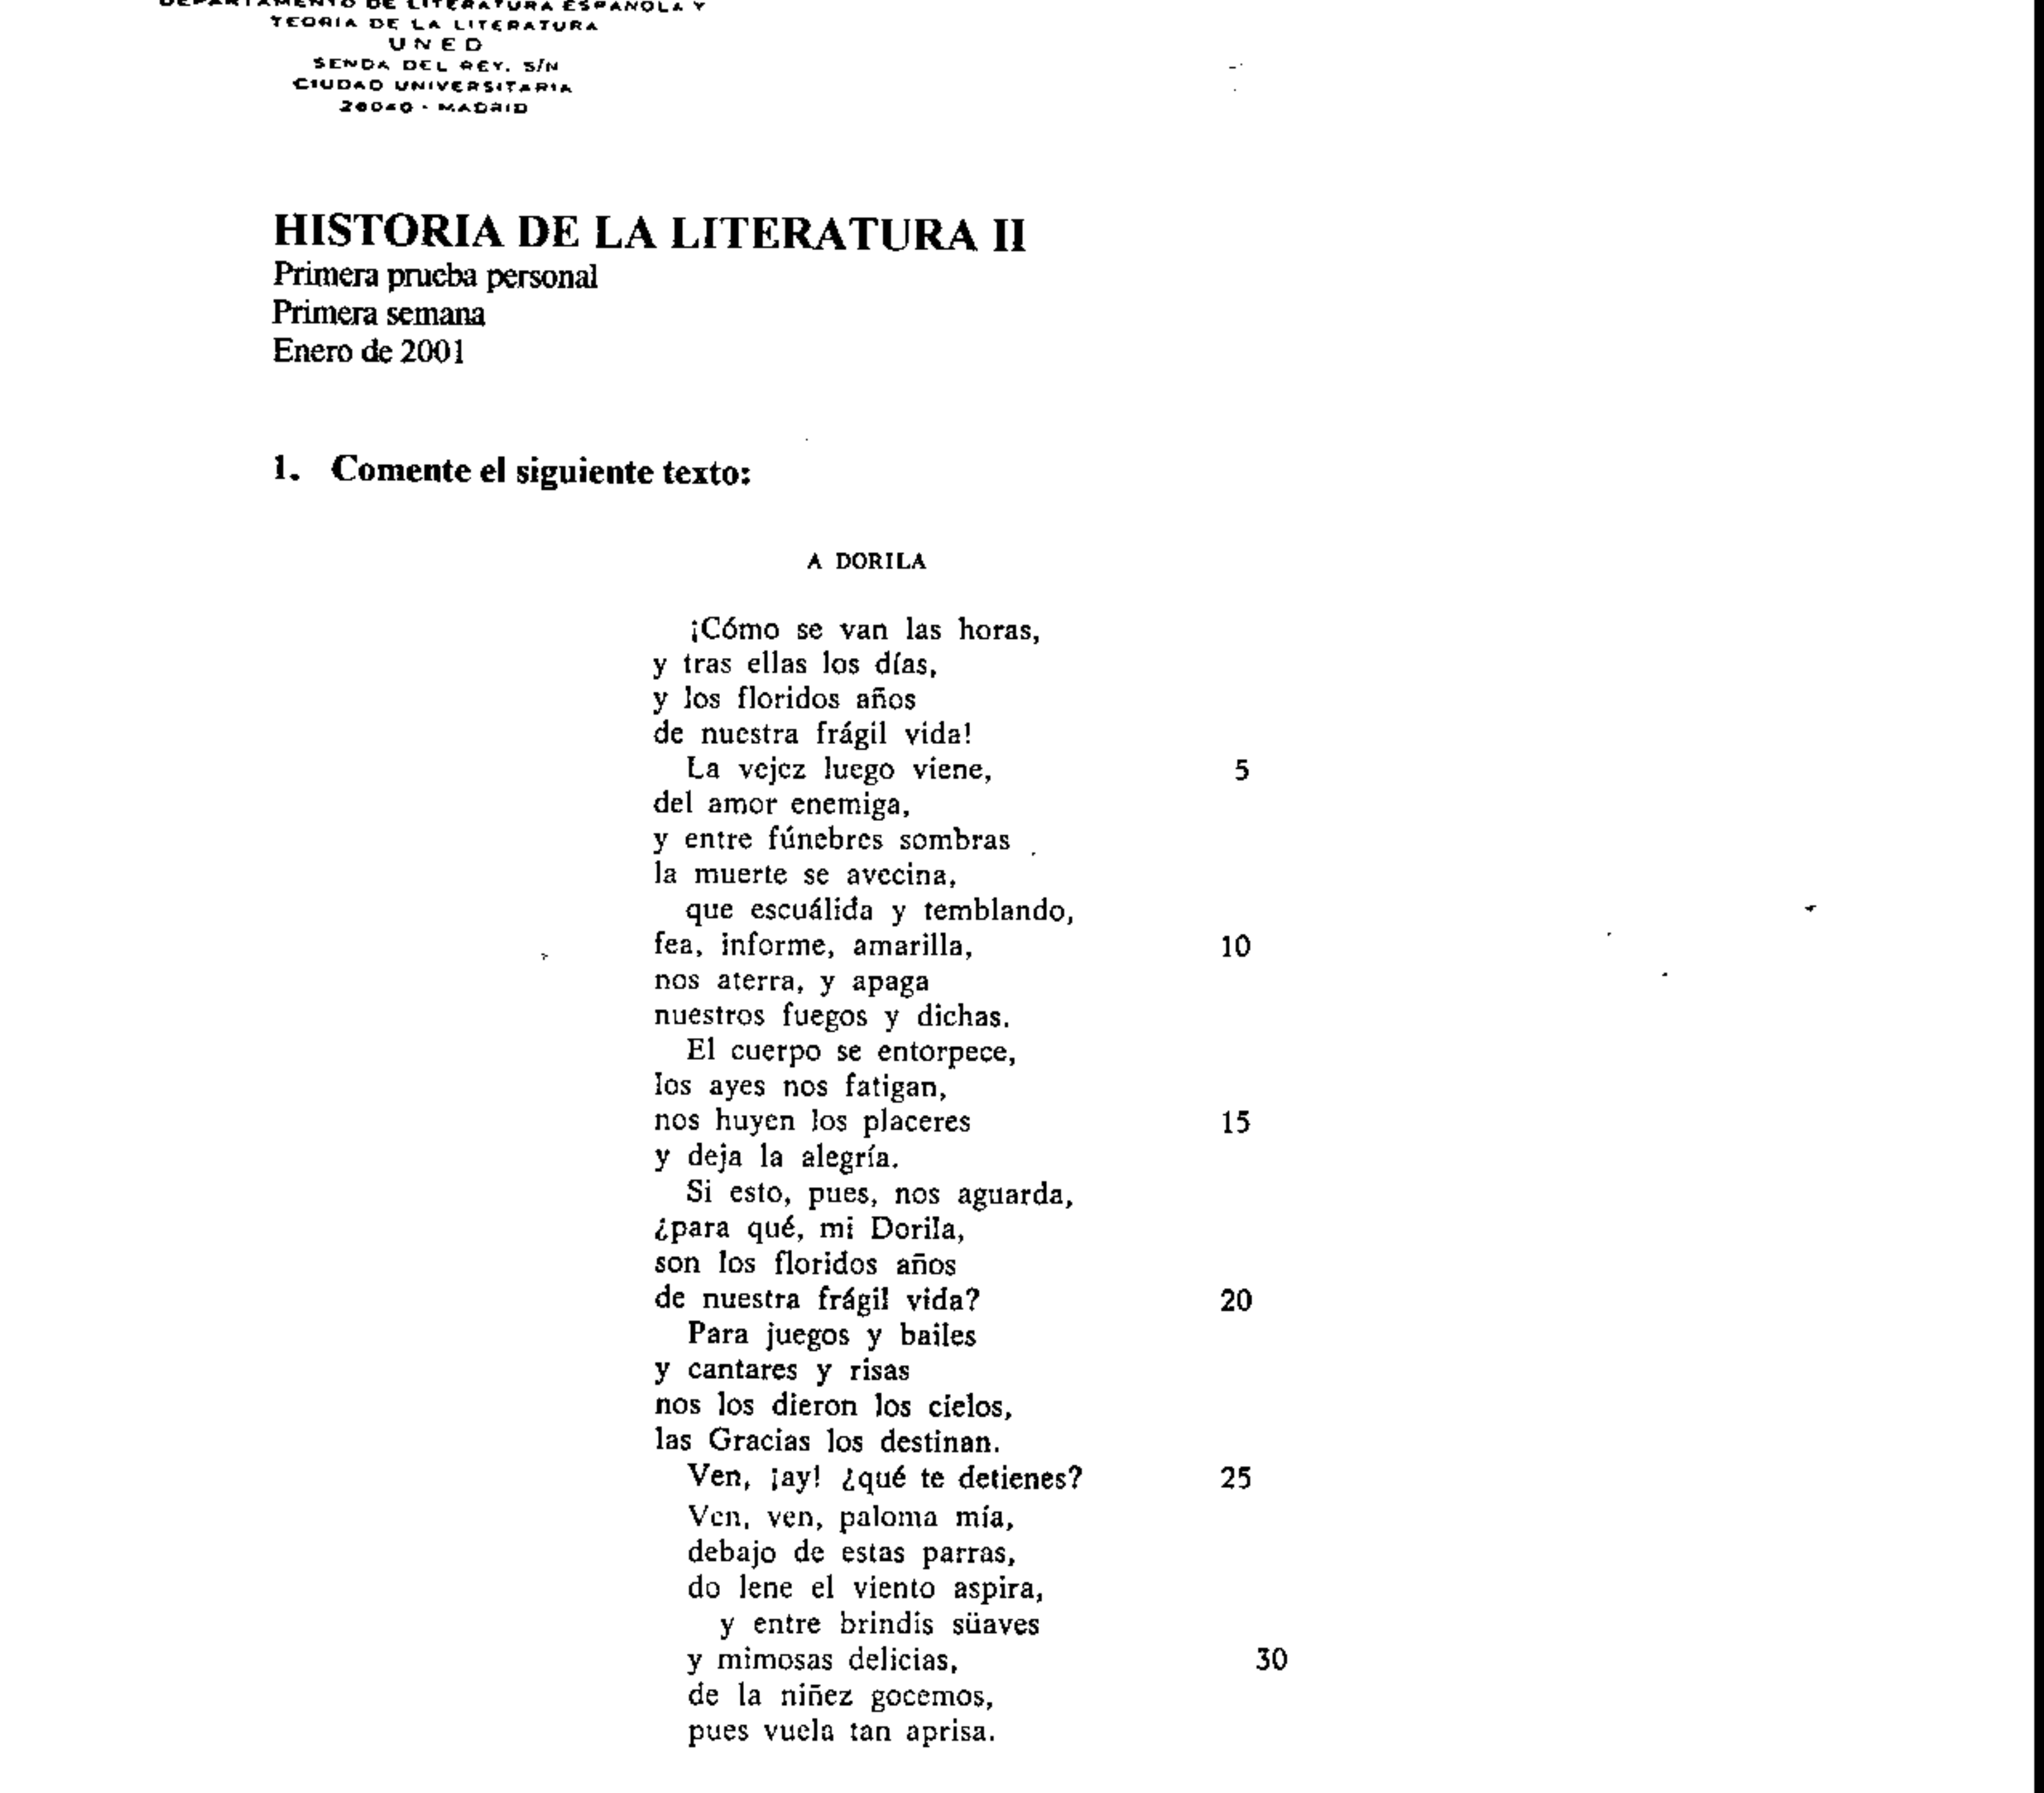 DEPARTAMENTO DE LITERATURA ESPAÑOLA Y
TEORIA DE LA LITERATURA
UNED
SENDA DEL REY, S/N
CIUDAD UNIVERSITARIA
28040 - MADRID
HISTORIA DE LA LITERATURA II
Primera prueba personal
Primera semana
Enero de 2001
1. Comente el siguiente texto:
A DORILA
¡Cómo se van las horas,
y tras ellas los días,
y los floridos años
de nuestra frágil vida!
La vejez luego viene, 5
del amor enemiga,
y entre fúnebres sombras
la muerte se avecina,
que escuálida y temblando,
fea, informe, amarilla, 10
nos aterra, y apaga
nuestros fuegos y dichas.
El cuerpo se entorpece,
los ayes nos fatigan,
nos huyen los placeres 15
y deja la alegría.
Si esto, pues, nos aguarda,
¿para qué, mi Dorila,
son los floridos años
de nuestra frágil vida? 20
Para juegos y bailes
y cantares y risas
nos los dieron los cielos,
las Gracias los destinan.
Ven, ¡ay! ¿qué te detienes? 25
Ven, ven, paloma mía,
debajo de estas parras,
do lene el viento aspira,
y entre brindis süaves
y mimosas delicias, 30
de la niñez gocemos,
pues vuela tan aprisa.